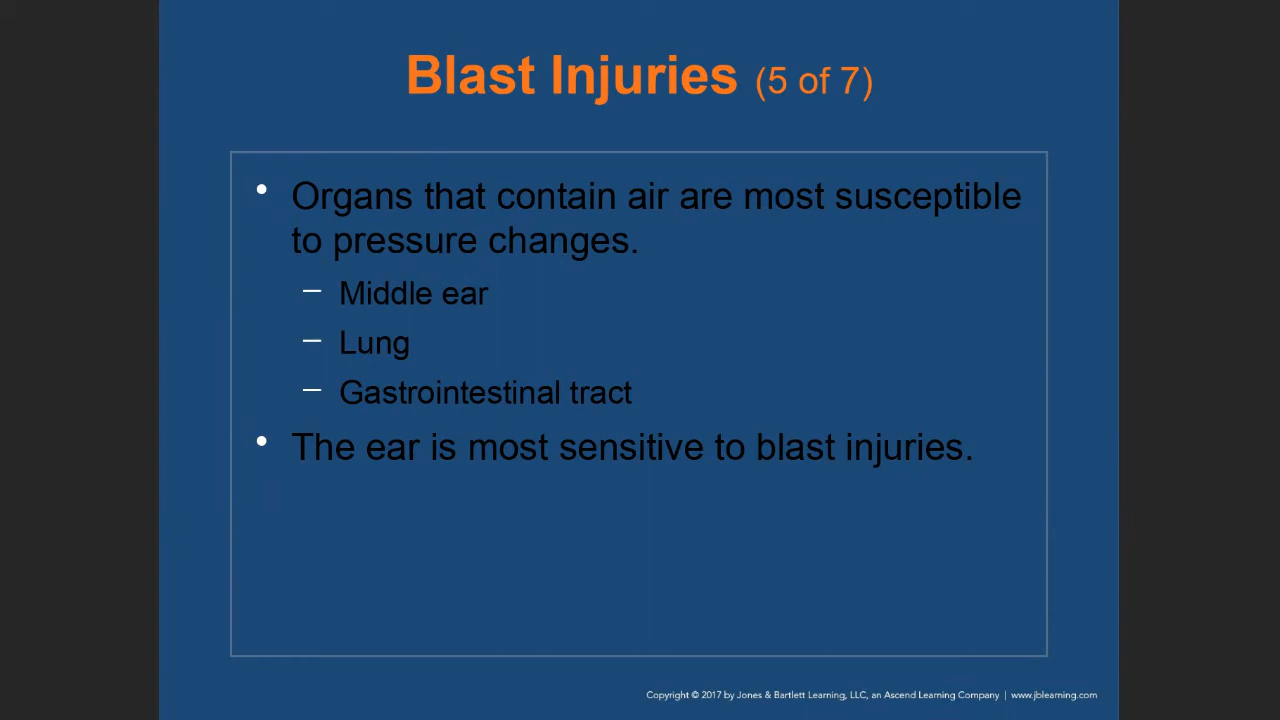 Blast Injuries (5 of 7)
• Organs that contain air are most susceptible
to pressure changes.
– Middle ear
– Lung
– Gastrointestinal tract
• The ear is most sensitive to blast injuries.
Copyright © 2017 by Jones & Bartlett Learning, LLC, an Ascend Learning Company | www.jblearning.com